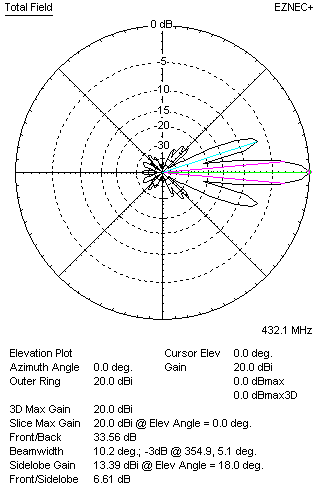 Total Field
EZNEC+
0 dB
-5
-10
-15
-20
-30
432.1 MHz
Elevation Plot
Cursor Elev 0.0 deg.
Azimuth Angle 0.0 deg.
Gain 20.0 dBi
Outer Ring 20.0 dBi
0.0 dBmax
0.0 dBmax3D
3D Max Gain 20.0 dBi
Slice Max Gain 20.0 dBi @ Elev Angle = 0.0 deg.
Front/Back 33.56 dB
Beamwidth 10.2 deg.; -3dB @ 354.9, 5.1 deg.
Sidelobe Gain 13.39 dBi @ Elev Angle = 18.0 deg.
Front/Sidelobe 6.61 dB